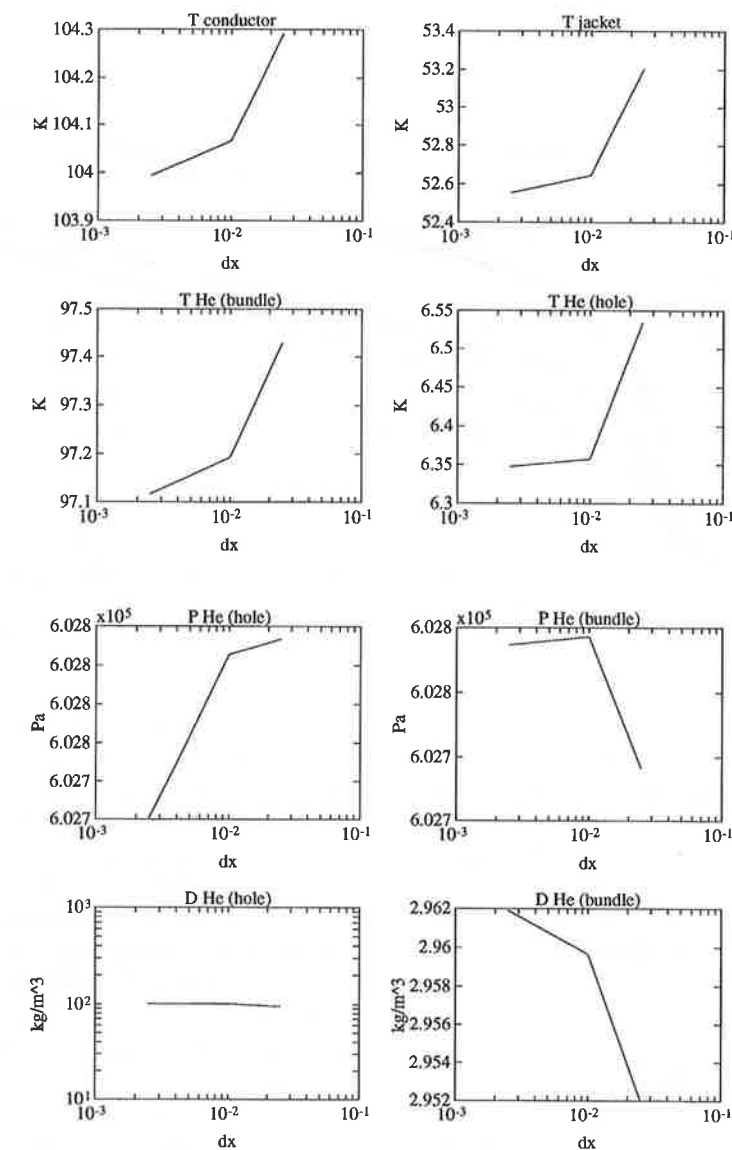 T conductor
104.3
104.2
104.1
104
103.9
K
10-3
10-2
10-1
dx
T jacket
53.4
53.2
53
52.8
52.6
52.4
K
10-3
10-2
10-1
dx
T He (bundle)
97.5
97.4
97.3
97.2
97.1
K
10-3
10-2
10-1
dx
T He (hole)
6.55
6.5
6.45
6.4
6.35
6.3
K
10-3
10-2
10-1
dx
x105
P He (hole)
6.028
6.028
6.028
6.028
6.027
6.027
Pa
10-3
10-2
10-1
dx
x105
P He (bundle)
6.028
6.028
6.027
6.027
Pa
10-3
10-2
10-1
dx
D He (hole)
103
102
101
kg/m^3
10-3
10-2
10-1
dx
D He (bundle)
2.962
2.96
2.958
2.956
2.954
2.952
kg/m^3
10-3
10-2
10-1
dx